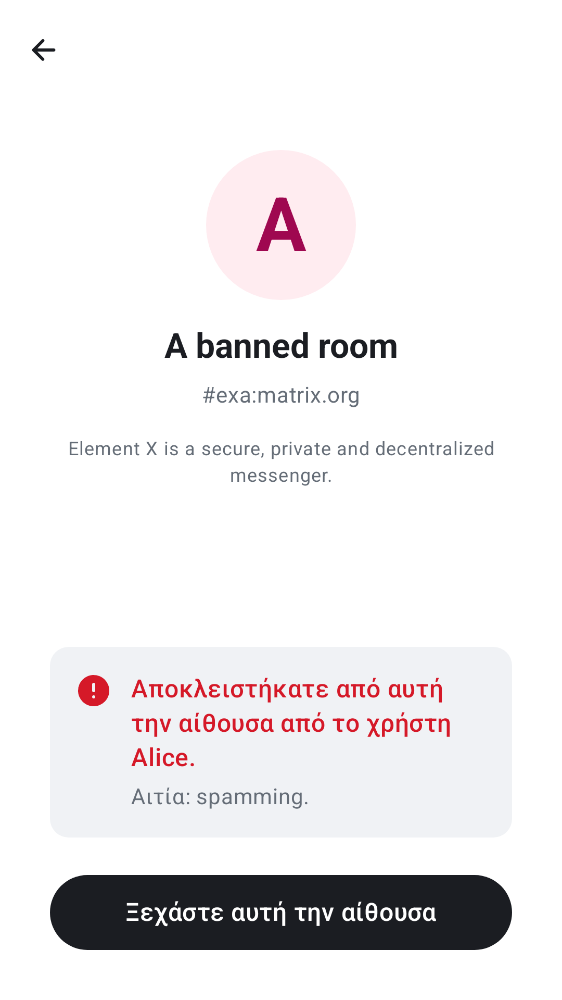 A
A banned room
#exa:matrix.org
Element X is a secure, private and decentralized
messenger.
Αποκλειστήκατε από αυτή
την αίθουσα από το χρήστη
Alice.
Αιτία: spamming.
Ξεχάστε αυτή την αίθουσα